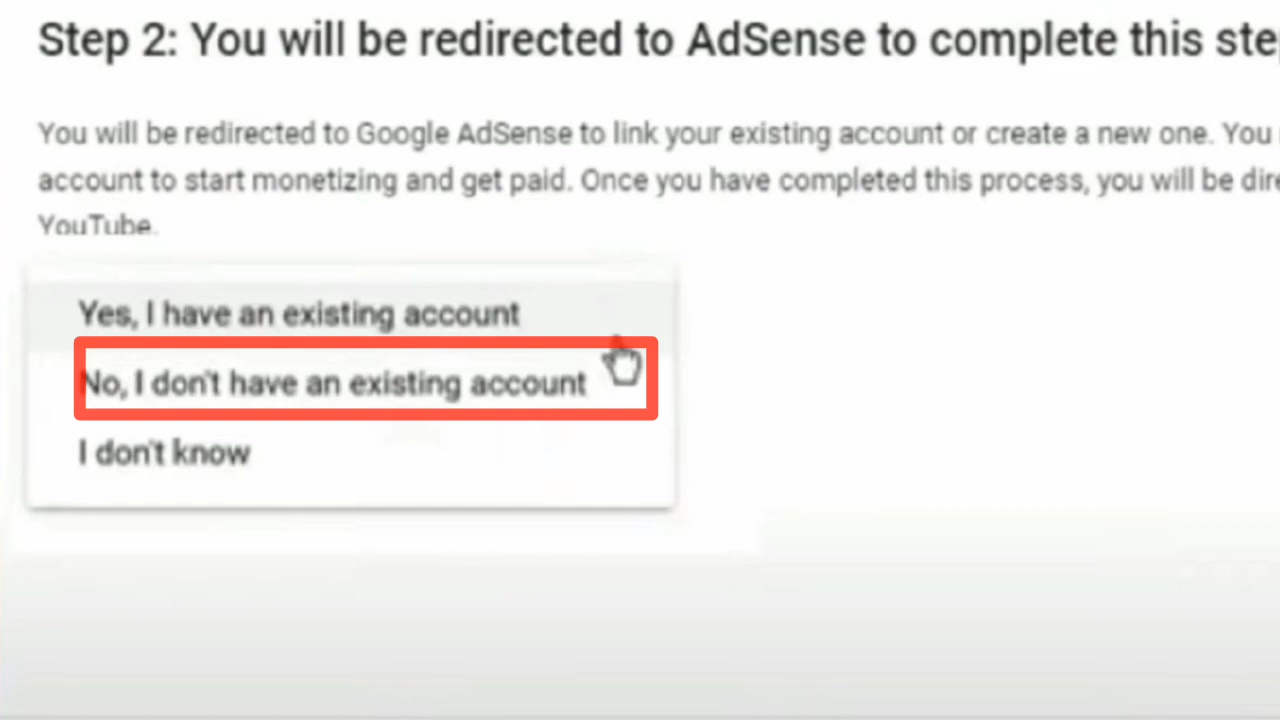 Step 2: You will be redirected to AdSense to complete this ste
You will be redirected to Google AdSense to link your existing account or create a new one. You
account to start monetizing and get paid. Once you have completed this process, you will be dire
YouTube.
Yes, I have an existing account
No, I don't have an existing account
I don't know